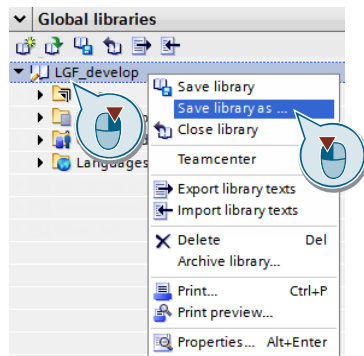 Global libraries
LGF_develop
Save library
Save library as ...
Close library
Languages
Teamcenter
Export library texts
Import library texts
Delete Del
Archive library...
Print... Ctrl+P
Print preview...
Properties... Alt+Enter